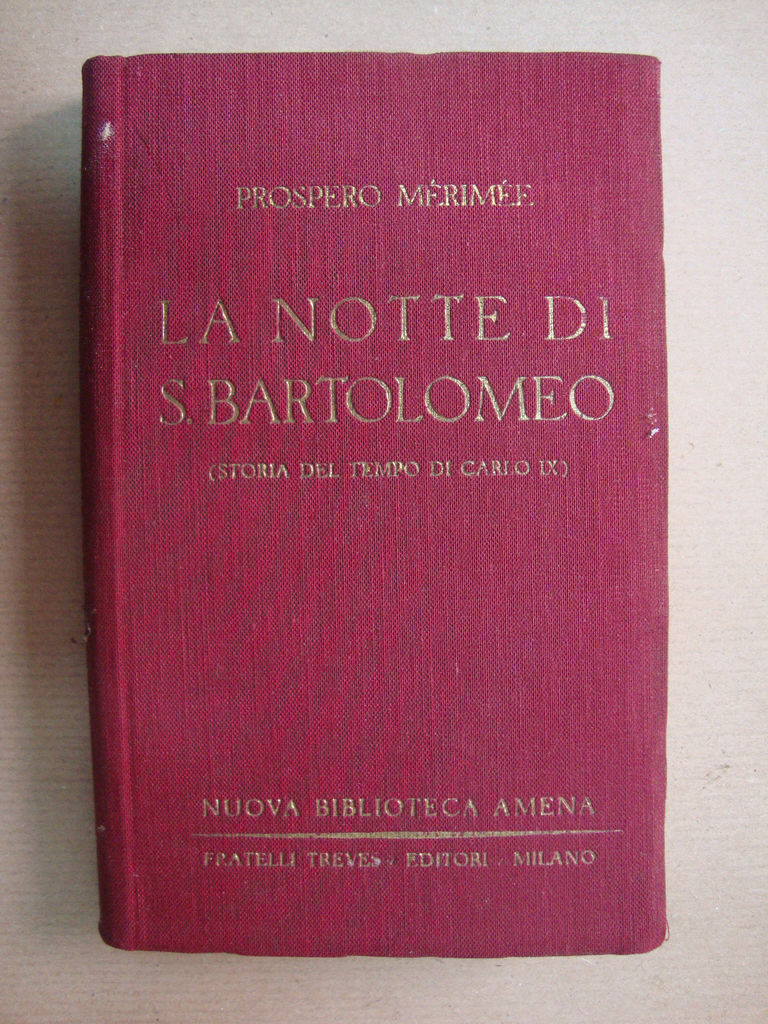 PROSPERO MÉRIMÉE
LA NOTTE DI
S. BARTOLOMEO
(STORIA DEL TEMPO DI CARLO IX)
NUOVA BIBLIOTECA AMENA
FRATELLI TREVES . EDITORI . MILANO